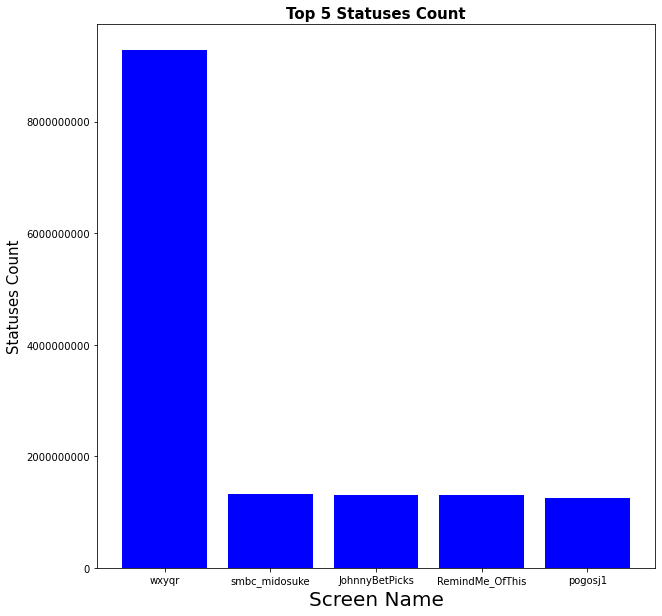 Top 5 Statuses Count
Statuses Count
8000000000
6000000000
4000000000
2000000000
0
wxyqr
smbc_midosuke
JohnnyBetPicks
RemindMe_OfThis
pogosj1
Screen Name